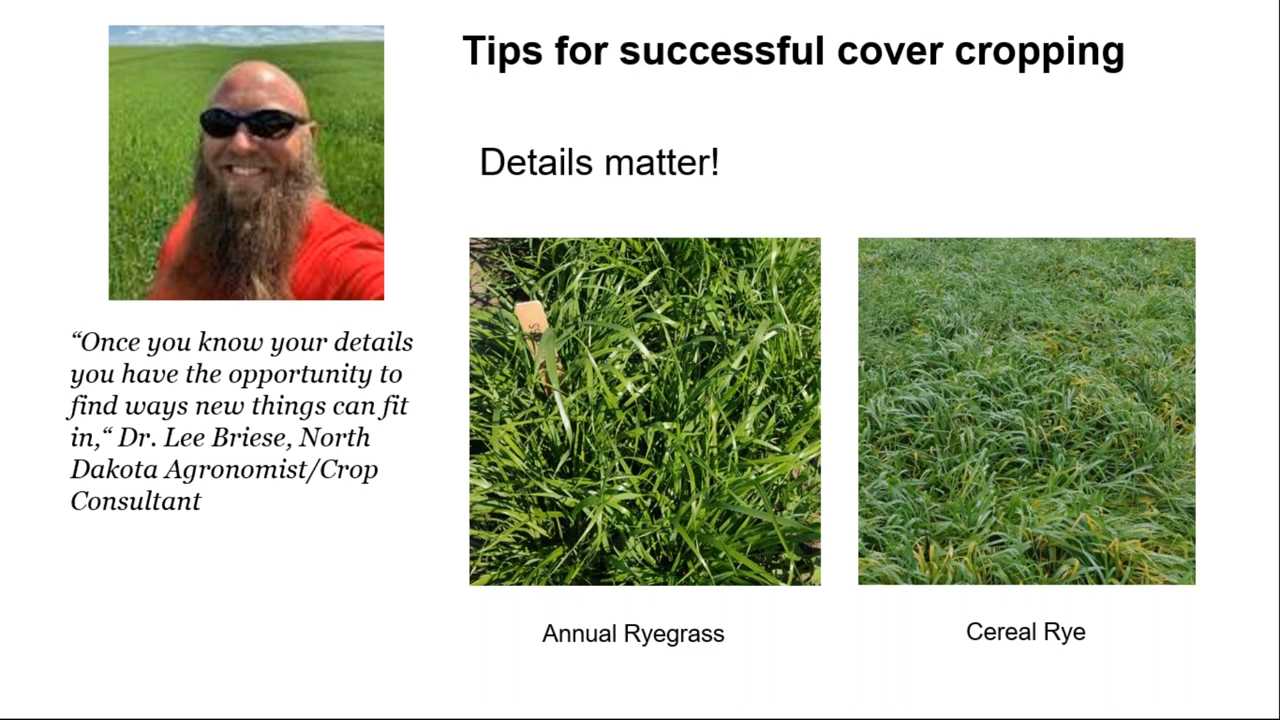 Tips for successful cover cropping
Details matter!
“Once you know your details
you have the opportunity to
find ways new things can fit
in,“ Dr. Lee Briese, North
Dakota Agronomist/Crop
Consultant
Annual Ryegrass
Cereal Rye